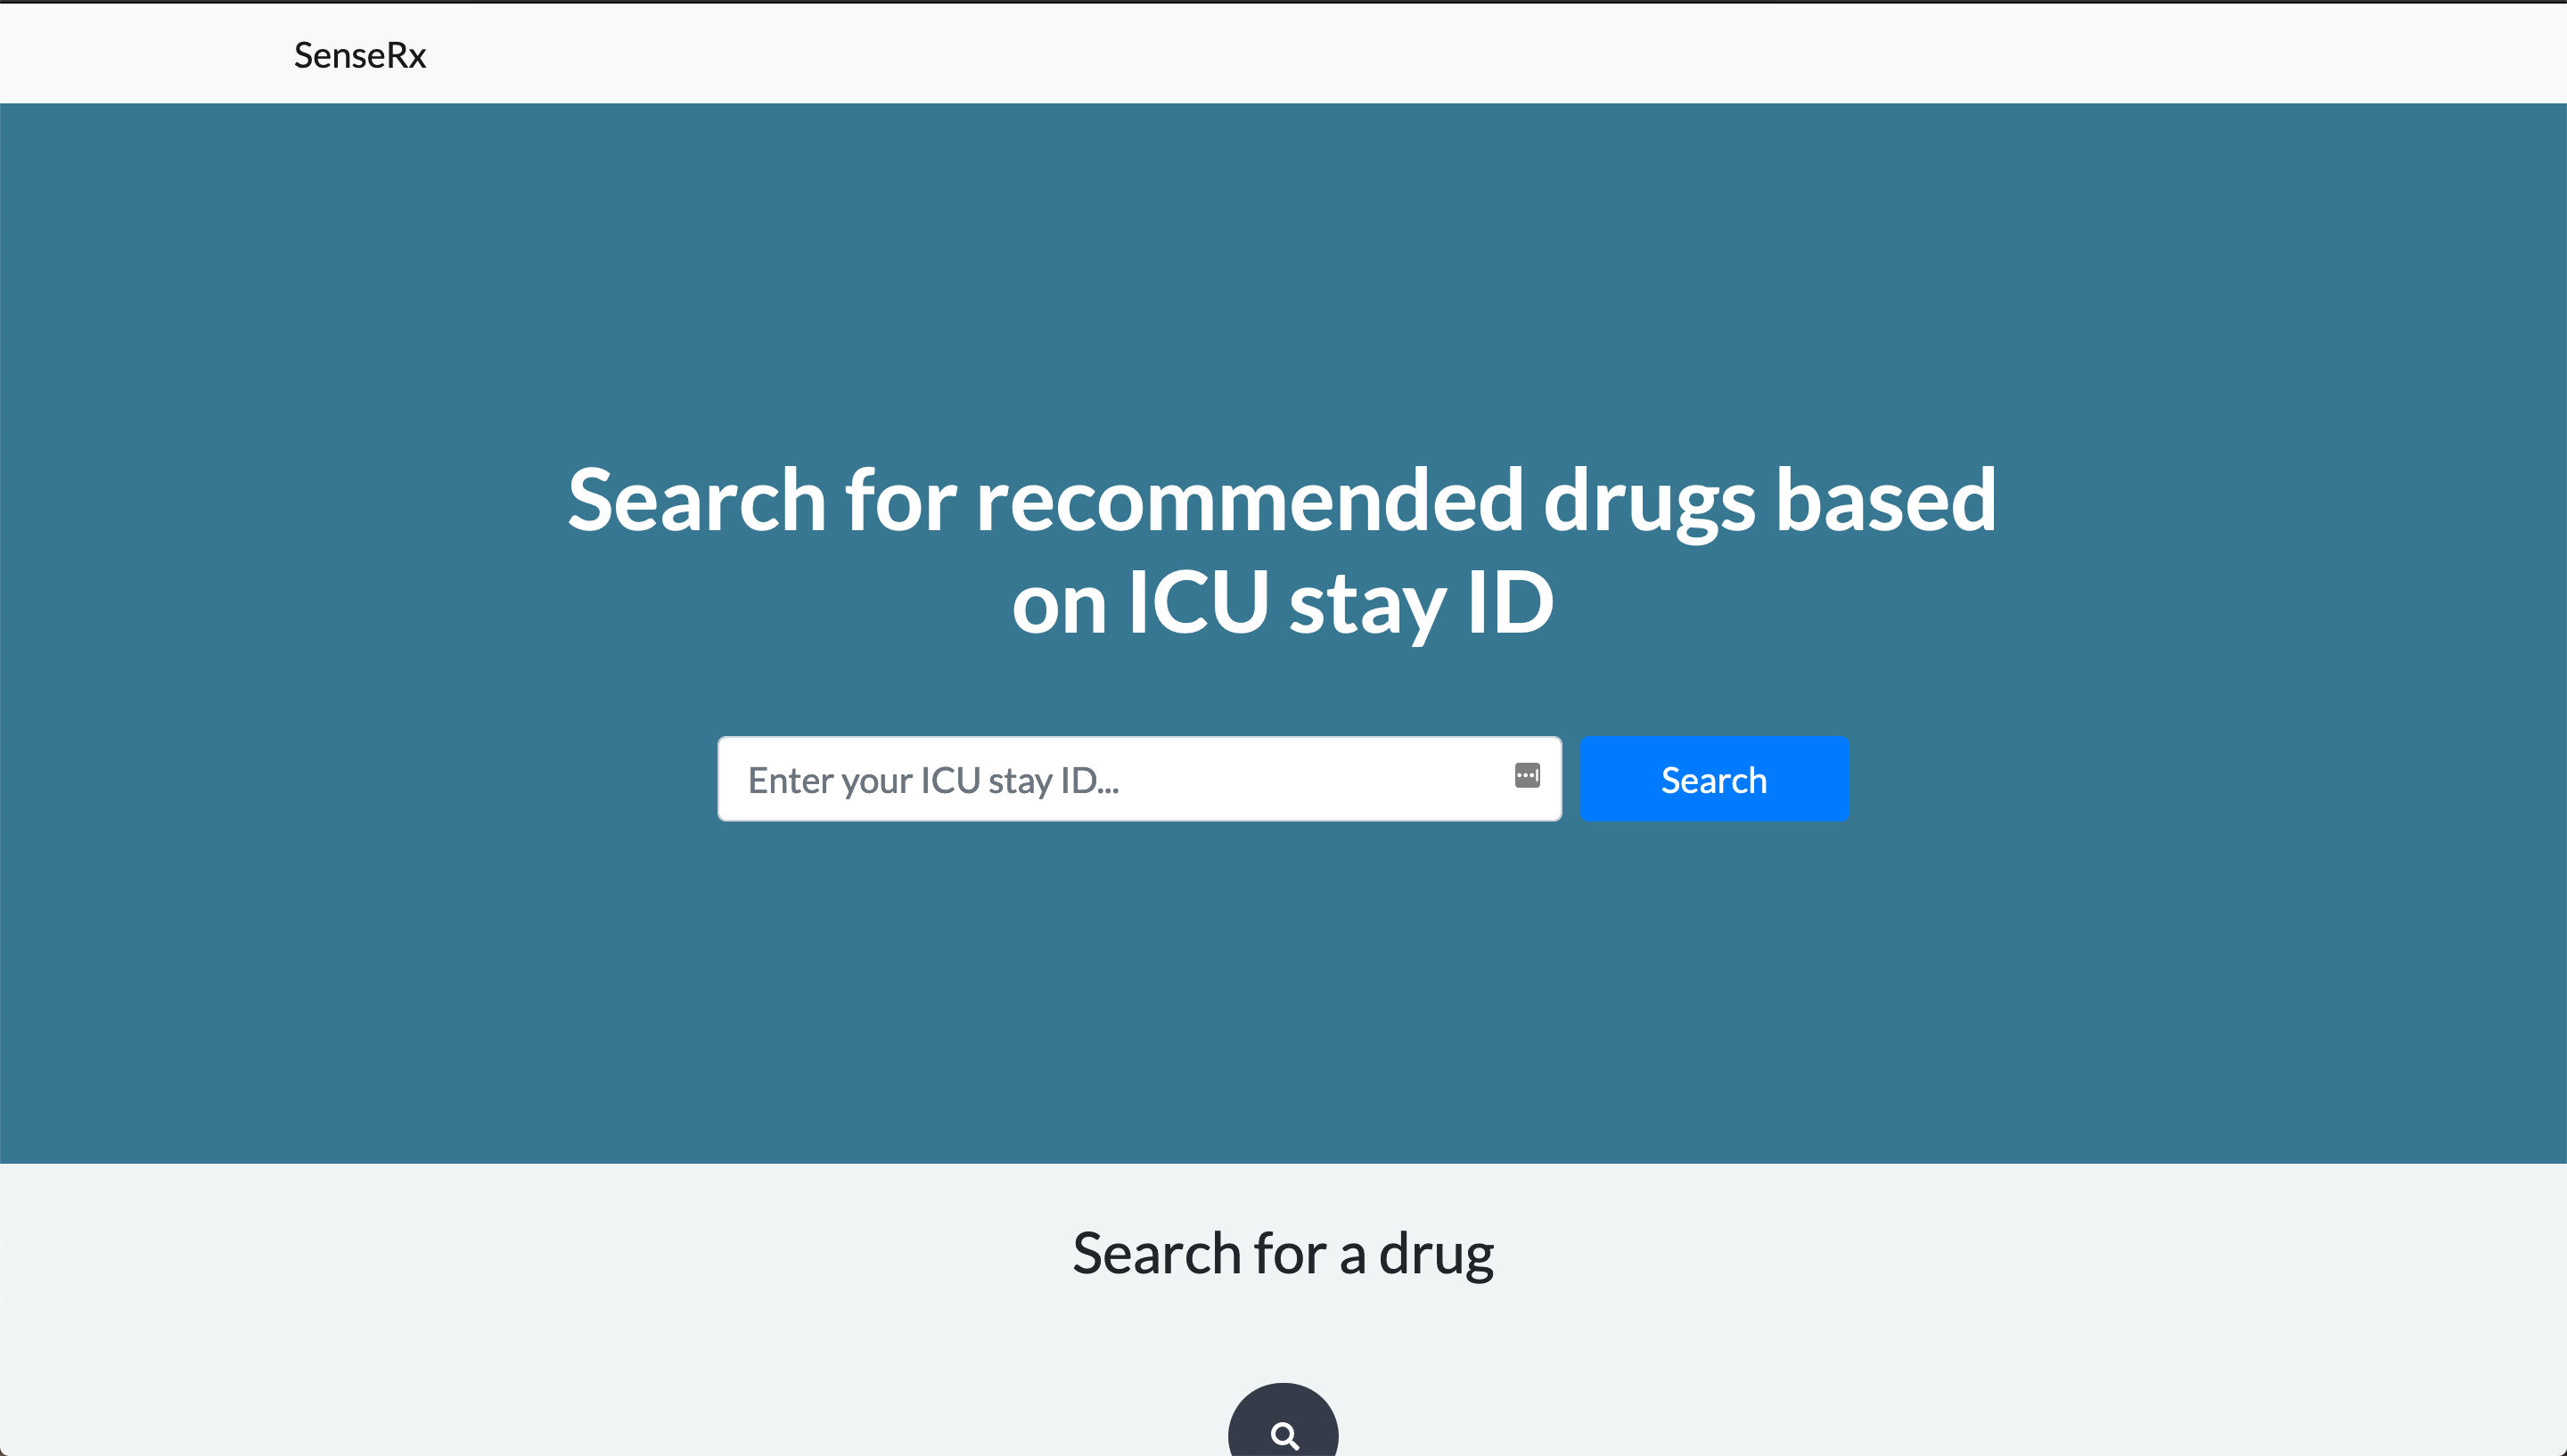 SenseRx
Search for recommended drugs based
on ICU stay ID
Enter your ICU stay ID...
Search
Search for a drug